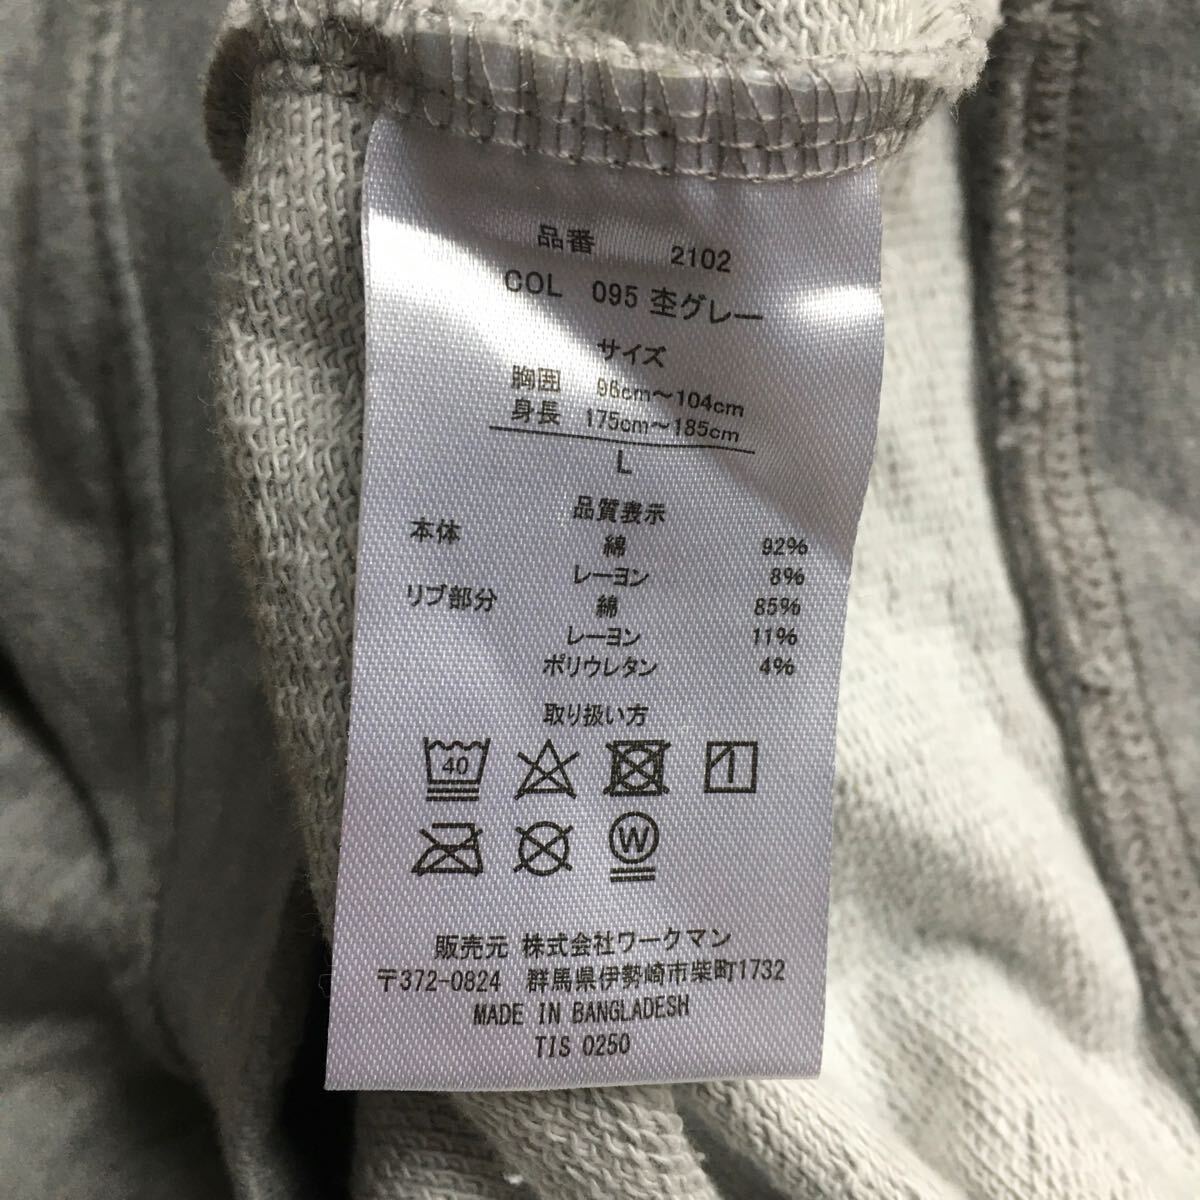 品番 2102
COL 095 杢グレー
サイズ
胸囲 96cm～104cm
身長 175cm～185cm
L
品質表示
本体 綿 92%
レーヨン 8%
リブ部分 綿 85%
レーヨン 11%
ポリウレタン 4%
取り扱い方
40
W
販売元 株式会社ワークマン
〒372-0824 群馬県伊勢崎市柴町1732
MADE IN BANGLADESH
TIS 0250